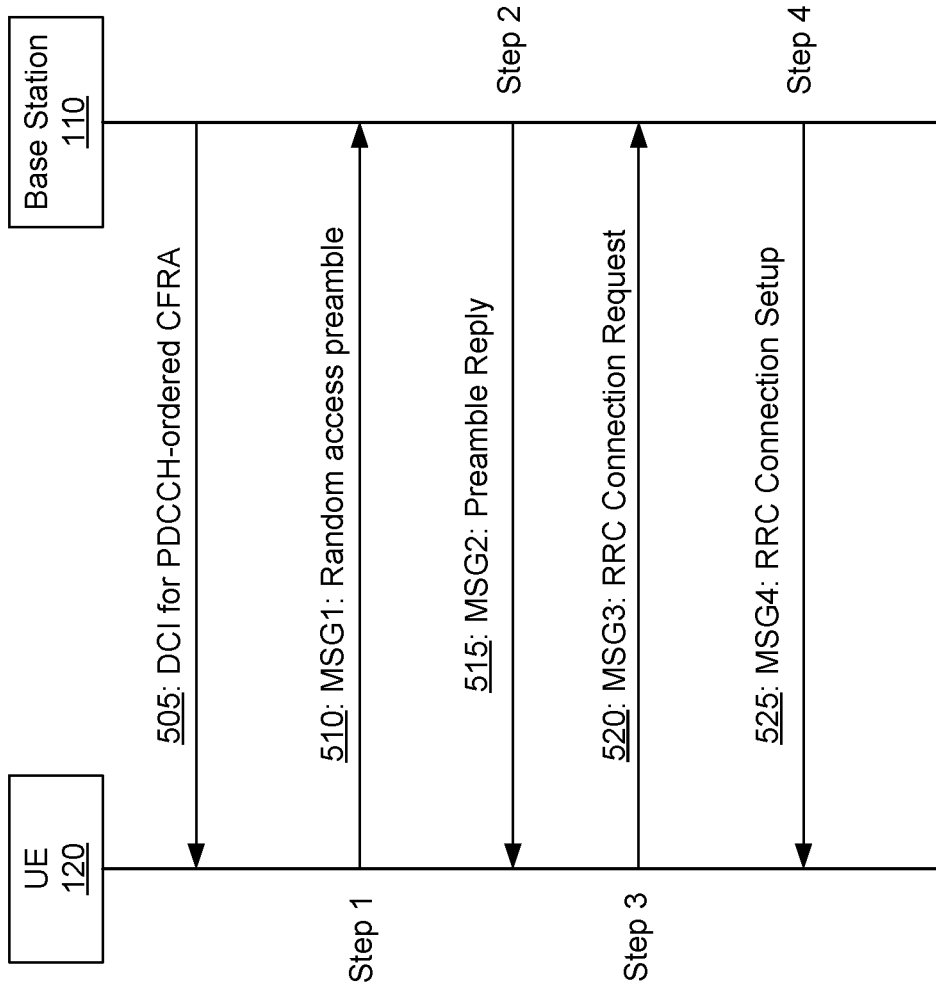 UE
120
Base Station
110
505: DCI for PDCCH-ordered CFRA
Step 1
510: MSG1: Random access preamble
515: MSG2: Preamble Reply
Step 2
Step 3
520: MSG3: RRC Connection Request
525: MSG4: RRC Connection Setup
Step 4